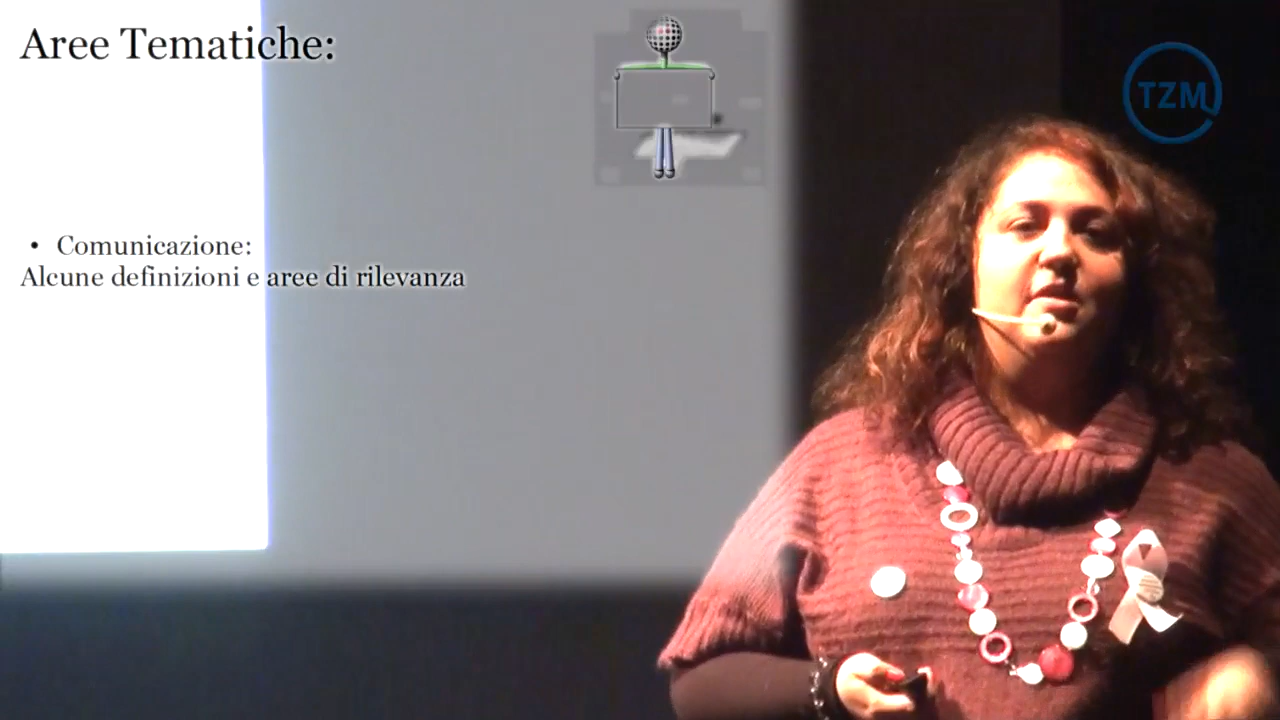 Aree Tematiche:
TZM
• Comunicazione:
Alcune definizioni e aree di rilevanza